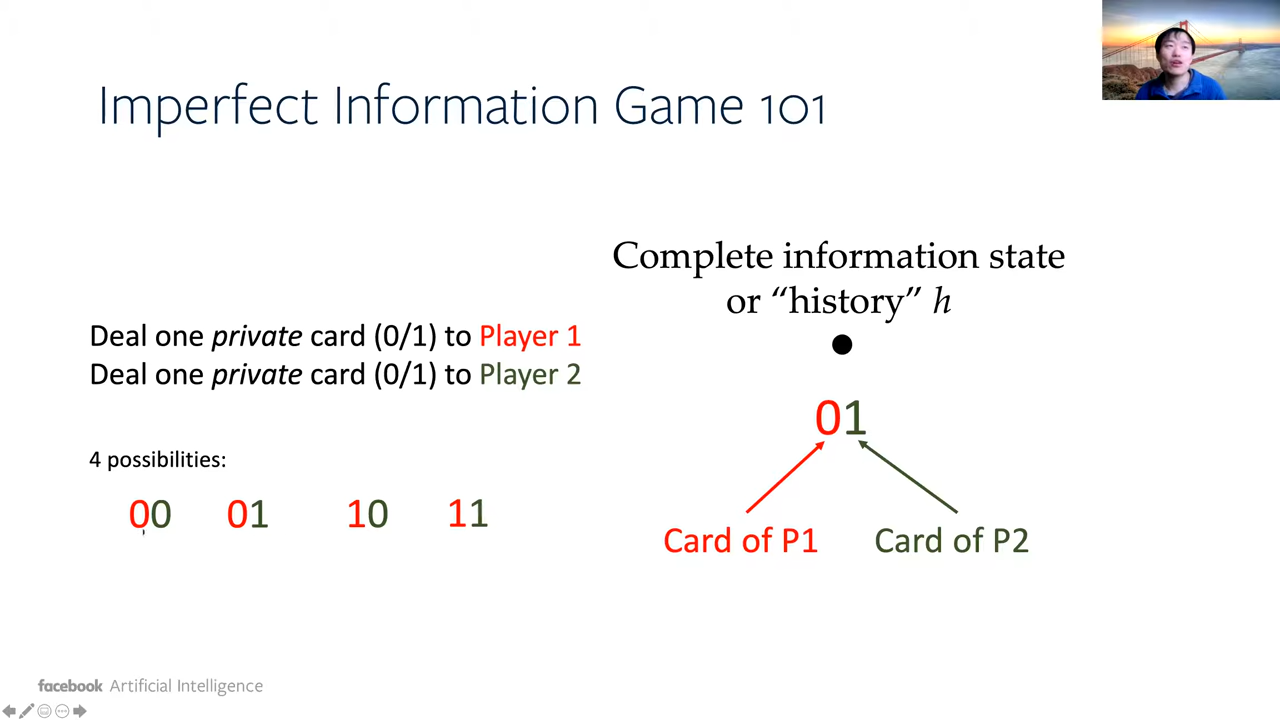 Imperfect Information Game 101
Complete information state
or “history” h
Deal one private card (0/1) to Player 1
Deal one private card (0/1) to Player 2
01
4 possibilities:
00 01 10 11
Card of P1 Card of P2
facebook Artificial Intelligence